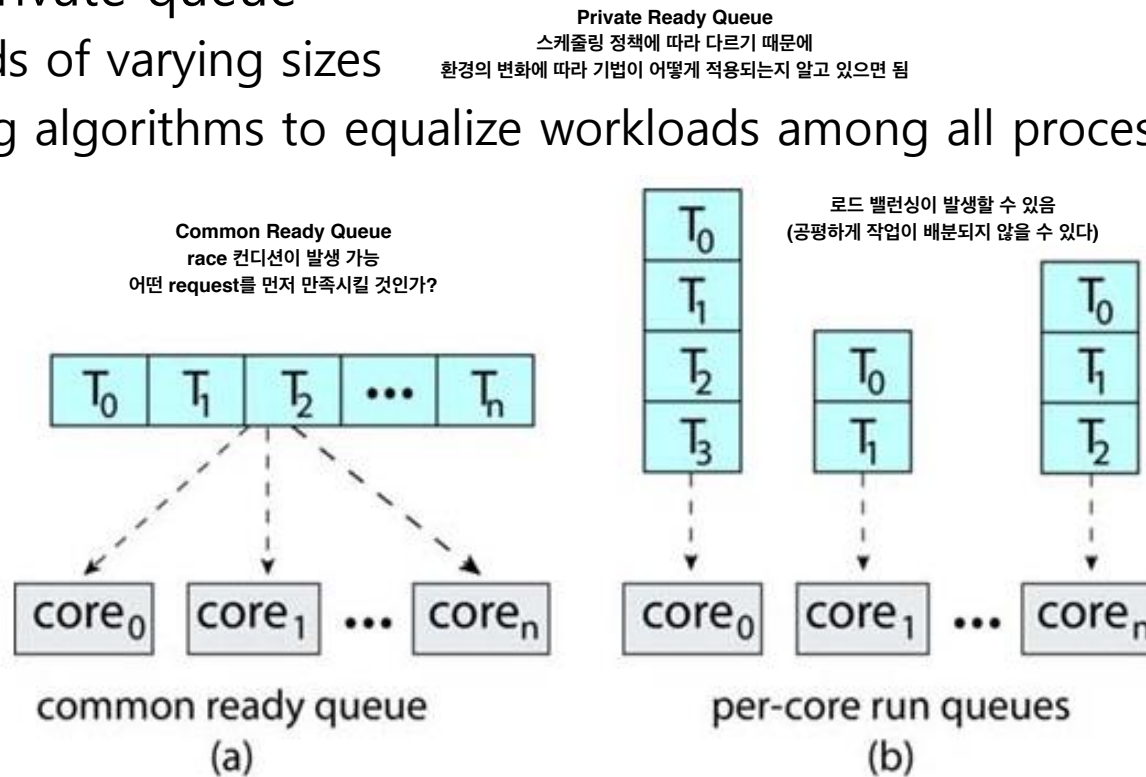 rivate queue
ds of varying sizes
Private Ready Queue
스케줄링 정책에 따라 다르기 때문에
환경의 변화에 따라 기법이 어떻게 적용되는지 알고 있으면 됨
g algorithms to equalize workloads among all proces
Common Ready Queue
race 컨디션이 발생 가능
어떤 request를 먼저 만족시킬 것인가?
T0 T1 T2 ••• Tn
core0 core1 ••• coren
common ready queue
(a)
로드 밸런싱이 발생할 수 있음
(공평하게 작업이 배분되지 않을 수 있다)
T0
T1
T2
T3
T0
T1
T0
T1
T2
core0 core1 ••• coren
per-core run queues
(b)